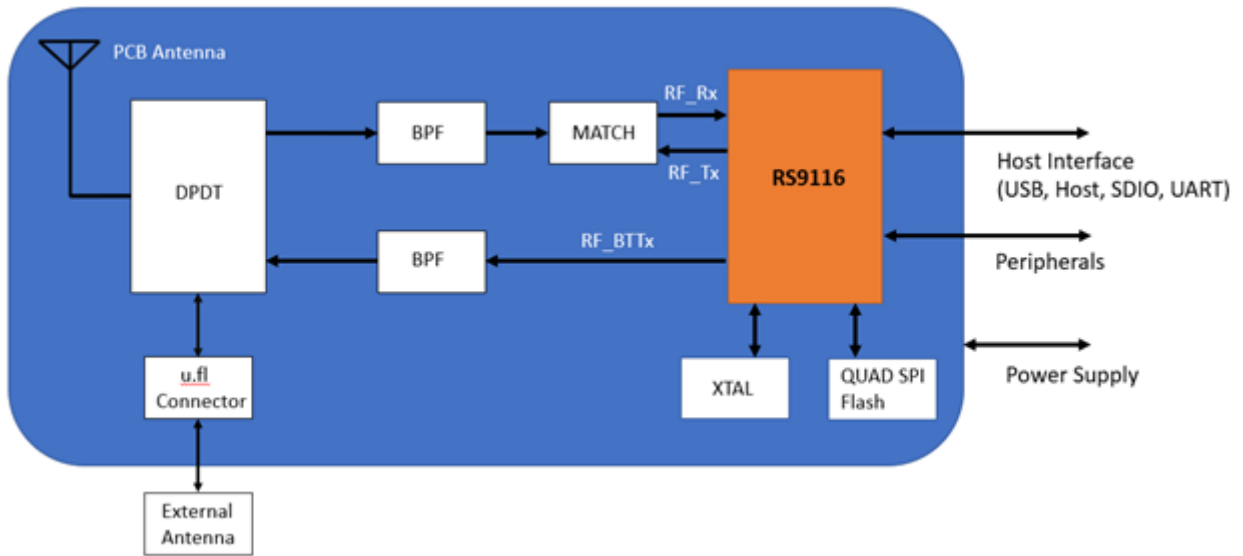 PCB Antenna
DPDT
BPF
MATCH
RF_Rx
RF_Tx
RS9116
BPF
RF_BTTx
u.fl
Connector
XTAL
QUAD SPI
Flash
External
Antenna
Host Interface
(USB, Host, SDIO, UART)
Peripherals
Power Supply